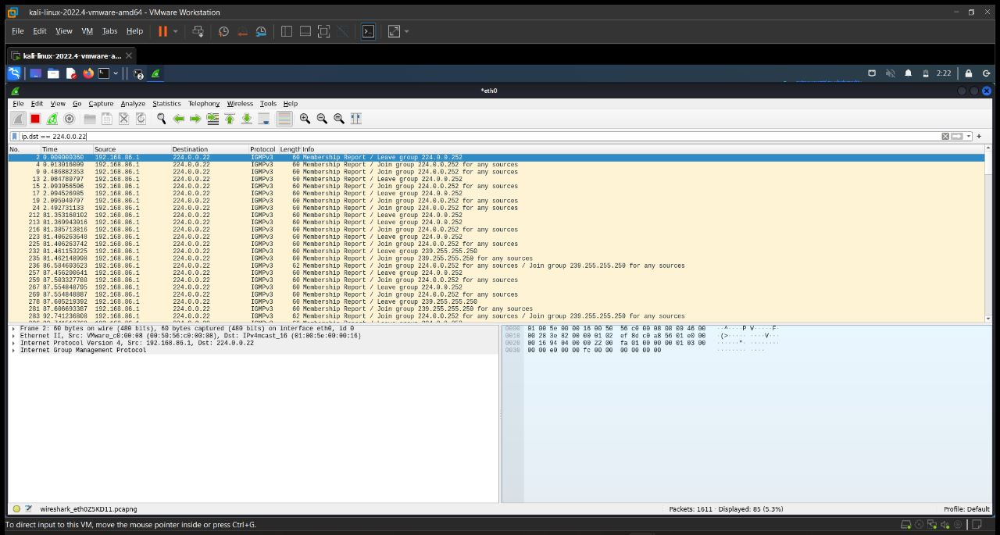 kali-linux-2022.4-vmware-amd64 - VMware Workstation
File Edit View VM Tabs Help
kali-linux-2022.4-vmware-a...
2:22
*eth0
File Edit View Go Capture Analyze Statistics Telephony Wireless Tools Help
ip.dst == 224.0.0.22
No. Time Source Destination Protocol Length Info
2 0.000000360 192.168.86.1 224.0.0.22 IGMPv3 60 Membership Report / Leave group 224.0.0.252
4 0.013016009 192.168.86.1 224.0.0.22 IGMPv3 60 Membership Report / Join group 224.0.0.252 for any sources
9 0.486882353 192.168.86.1 224.0.0.22 IGMPv3 60 Membership Report / Join group 224.0.0.252 for any sources
13 2.084780797 192.168.86.1 224.0.0.22 IGMPv3 60 Membership Report / Leave group 224.0.0.252
15 2.093956506 192.168.86.1 224.0.0.22 IGMPv3 60 Membership Report / Join group 224.0.0.252 for any sources
17 2.094526985 192.168.86.1 224.0.0.22 IGMPv3 60 Membership Report / Leave group 224.0.0.252
19 2.095040797 192.168.86.1 224.0.0.22 IGMPv3 60 Membership Report / Join group 224.0.0.252 for any sources
24 2.492731133 192.168.86.1 224.0.0.22 IGMPv3 60 Membership Report / Join group 224.0.0.252 for any sources
212 81.353168102 192.168.86.1 224.0.0.22 IGMPv3 60 Membership Report / Leave group 224.0.0.252
213 81.369943016 192.168.86.1 224.0.0.22 IGMPv3 60 Membership Report / Leave group 224.0.0.252
216 81.385713816 192.168.86.1 224.0.0.22 IGMPv3 60 Membership Report / Join group 224.0.0.252 for any sources
223 81.406263648 192.168.86.1 224.0.0.22 IGMPv3 60 Membership Report / Leave group 224.0.0.252
225 81.406263742 192.168.86.1 224.0.0.22 IGMPv3 60 Membership Report / Join group 224.0.0.252 for any sources
232 81.461153225 192.168.86.1 224.0.0.22 IGMPv3 60 Membership Report / Leave group 239.255.255.250
235 81.462148998 192.168.86.1 224.0.0.22 IGMPv3 60 Membership Report / Join group 239.255.255.250 for any sources
236 86.584603623 192.168.86.1 224.0.0.22 IGMPv3 62 Membership Report / Join group 224.0.0.252 for any sources / Join group 239.255.255.250 for any sources
257 87.456200641 192.168.86.1 224.0.0.22 IGMPv3 60 Membership Report / Leave group 224.0.0.252
259 87.503327788 192.168.86.1 224.0.0.22 IGMPv3 60 Membership Report / Join group 224.0.0.252 for any sources
267 87.554848795 192.168.86.1 224.0.0.22 IGMPv3 60 Membership Report / Leave group 224.0.0.252
269 87.554848887 192.168.86.1 224.0.0.22 IGMPv3 60 Membership Report / Join group 224.0.0.252 for any sources
278 87.605219392 192.168.86.1 224.0.0.22 IGMPv3 60 Membership Report / Leave group 239.255.255.250
281 87.606693387 192.168.86.1 224.0.0.22 IGMPv3 60 Membership Report / Join group 239.255.255.250 for any sources
283 92.741236808 192.168.86.1 224.0.0.22 IGMPv3 62 Membership Report / Join group 224.0.0.252 for any sources / Join group 239.255.255.250 for any sources
Frame 2: 60 bytes on wire (480 bits), 60 bytes captured (480 bits) on interface eth0, id 0
Ethernet II, Src: VMware_c0:00:08 (00:50:56:c0:00:08), Dst: IPv4mcast_16 (01:00:5e:00:00:16)
Internet Protocol Version 4, Src: 192.168.86.1, Dst: 224.0.0.22
Internet Group Management Protocol
0000 01 00 5e 00 00 16 00 50 56 c0 00 08 08 00 46 00 ··^····P V·····F·
0010 00 28 3e 82 00 00 01 02 ef 8d c0 a8 56 01 e0 00 ·(>····· ····V···
0020 00 16 94 04 00 00 22 00 fa 01 00 00 00 01 03 00 ······"· ········
0030 00 00 e0 00 00 fc 00 00 00 00 00 00 ········ ····
wireshark_eth0Z5KD11.pcapng
Packets: 1611 · Displayed: 85 (5.3%)
Profile: Default
To direct input to this VM, move the mouse pointer inside or press Ctrl+G.